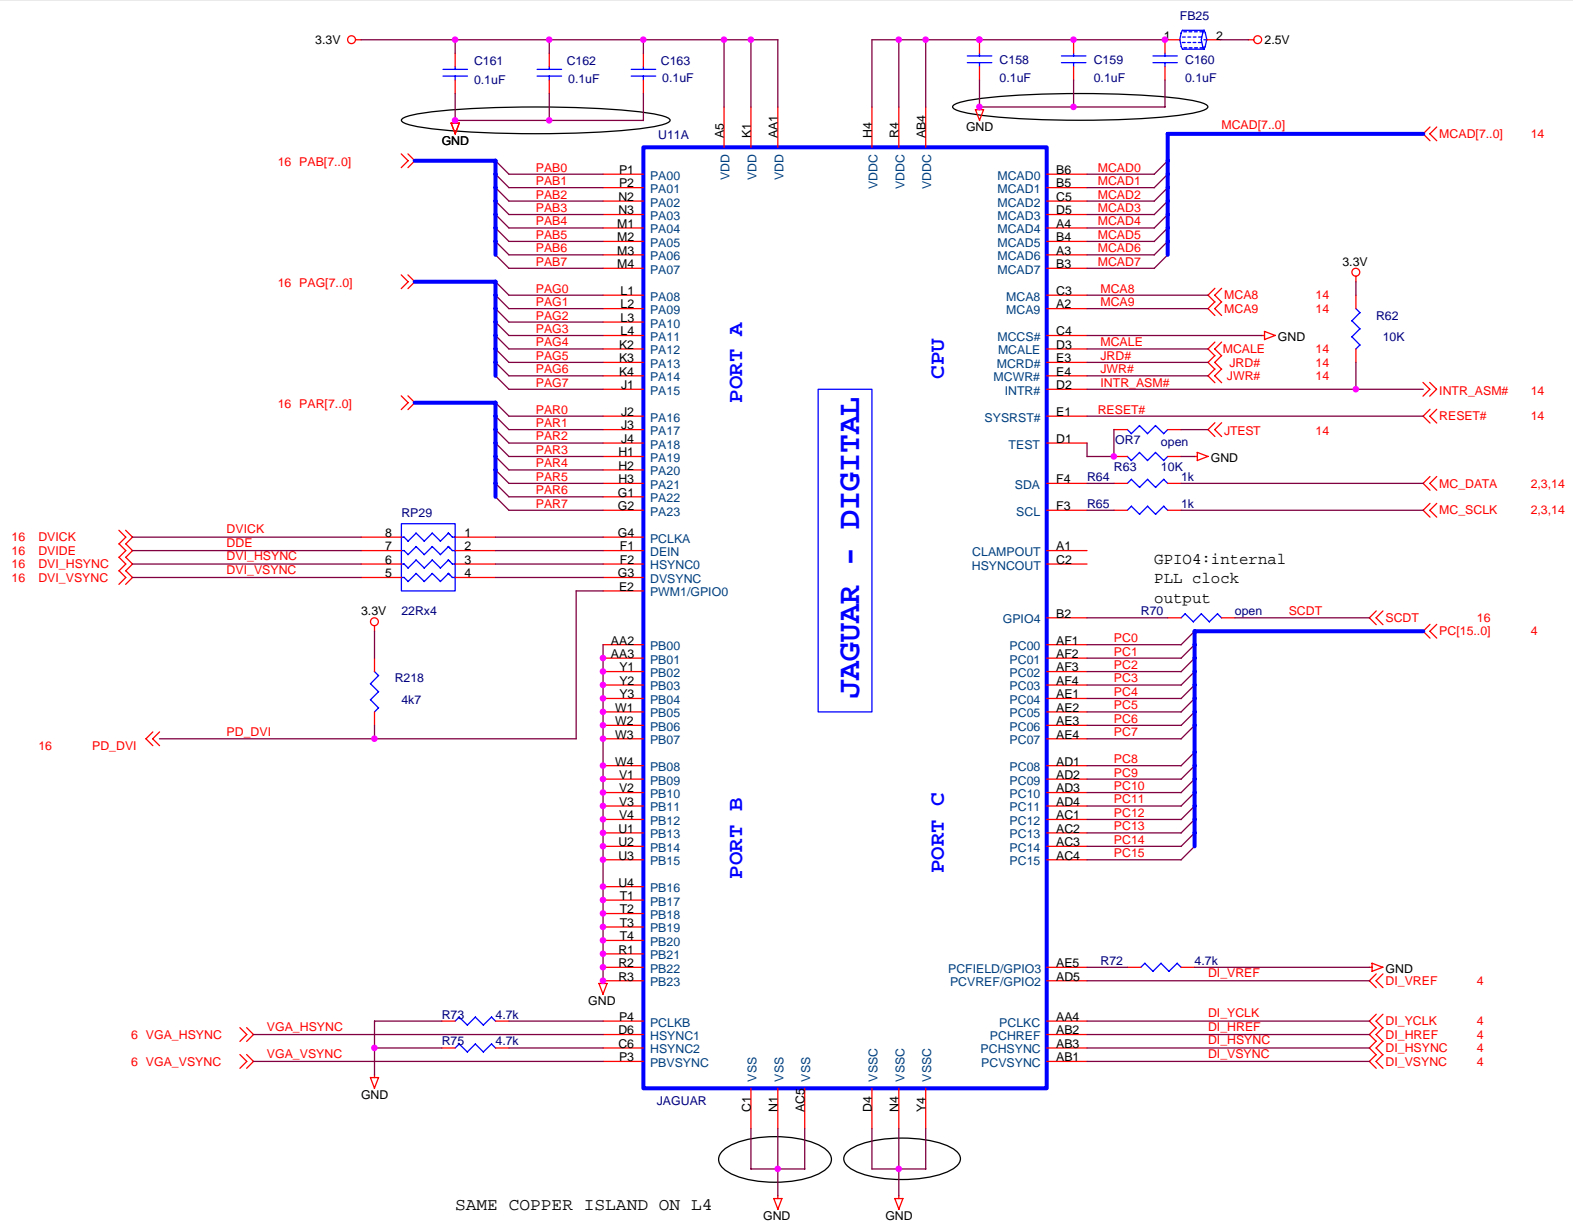 FB25
3.3V
1
2
2.5V
C161
0.1uF
C162
0.1uF
C163
0.1uF
C158
0.1uF
C159
0.1uF
C160
0.1uF
GND
GND
U11A
A5
K1
AA1
H4
R4
AB4
VDD
VDD
VDD
VDDC
VDDC
VDDC
MCAD[7..0]
MCAD[7..0] 14
16 PAB[7..0]
PAB0 P1 PA00
PAB1 P2 PA01
PAB2 N2 PA02
PAB3 N3 PA03
PAB4 M1 PA04
PAB5 M2 PA05
PAB6 M3 PA06
PAB7 M4 PA07
16 PAG[7..0]
PAG0 L1 PA08
PAG1 L2 PA09
PAG2 L3 PA10
PAG3 L4 PA11
PAG4 K2 PA12
PAG5 K3 PA13
PAG6 K4 PA14
PAG7 J1 PA15
16 PAR[7..0]
PAR0 J2 PA16
PAR1 J3 PA17
PAR2 J4 PA18
PAR3 H1 PA19
PAR4 H2 PA20
PAR5 H3 PA21
PAR6 G1 PA22
PAR7 G2 PA23
RP29
16 DVICK DVICK 8 1 G4 PCLKA
16 DVIDE DDE 7 2 F1 DEIN
16 DVI_HSYNC DVI_HSYNC 6 3 F2 HSYNC0
16 DVI_VSYNC DVI_VSYNC 5 4 G3 DVSYNC
E2 PWM1/GPIO0
22Rx4
3.3V
R218
4k7
16 PD_DVI PD_DVI
AA2 PB00
AA3 PB01
Y1 PB02
Y2 PB03
Y3 PB04
W1 PB05
W2 PB06
W3 PB07
W4 PB08
V1 PB09
V2 PB10
V3 PB11
V4 PB12
U1 PB13
U2 PB14
U3 PB15
U4 PB16
T1 PB17
T2 PB18
T3 PB19
T4 PB20
R1 PB21
R2 PB22
R3 PB23
GND
R73 4.7k P4 PCLKB
6 VGA_HSYNC VGA_HSYNC D6 HSYNC1
R75 4.7k C6 HSYNC2
6 VGA_VSYNC VGA_VSYNC P3 PBVSYNC
GND
PORT A
CPU
JAGUAR - DIGITAL
PORT B
PORT C
MCAD0 B6 MCAD0
MCAD1 B5 MCAD1
MCAD2 C5 MCAD2
MCAD3 D5 MCAD3
MCAD4 A4 MCAD4
MCAD5 B4 MCAD5
MCAD6 A3 MCAD6
MCAD7 B3 MCAD7
MCA8 C3 MCA8 MCA8 14
MCA9 A2 MCA9 MCA9 14
3.3V
R62
10K
MCCS# C4 GND
MCALE D3 MCALE MCALE 14
MCRD# E3 JRD# JRD# 14
MCWR# E4 JWR# JWR# 14
INTR# D2 INTR_ASM# INTR_ASM# 14
SYSRST# E1 RESET# RESET# 14
TEST D1 OR7 open JTEST 14
R63 10K GND
SDA F4 R64 1k MC_DATA 2,3,14
SCL F3 R65 1k MC_SCLK 2,3,14
CLAMPOUT A1
HSYNCOUT C2
GPIO4:internal
PLL clock
output
GPIO4 B2 R70 open SCDT SCDT 16
PC[15..0] 4
PC00 AF1 PC0
PC01 AF2 PC1
PC02 AF3 PC2
PC03 AF4 PC3
PC04 AE1 PC4
PC05 AE2 PC5
PC06 AE3 PC6
PC07 AE4 PC7
PC08 AD1 PC8
PC09 AD2 PC9
PC10 AD3 PC10
PC11 AD4 PC11
PC12 AC1 PC12
PC13 AC2 PC13
PC14 AC3 PC14
PC15 AC4 PC15
PCFIELD/GPIO3 AE5 R72 4.7k GND
PCVREF/GPIO2 AD5 DI_VREF DI_VREF 4
PCLKC AA4 DI_YCLK DI_YCLK 4
PCHREF AB2 DI_HREF DI_HREF 4
PCHSYNC AB3 DI_HSYNC DI_HSYNC 4
PCVSYNC AB1 DI_VSYNC DI_VSYNC 4
VSS
VSS
VSS
VSSC
VSSC
VSSC
JAGUAR
C1
N1
AC5
D4
N4
Y4
SAME COPPER ISLAND ON L4
GND
GND